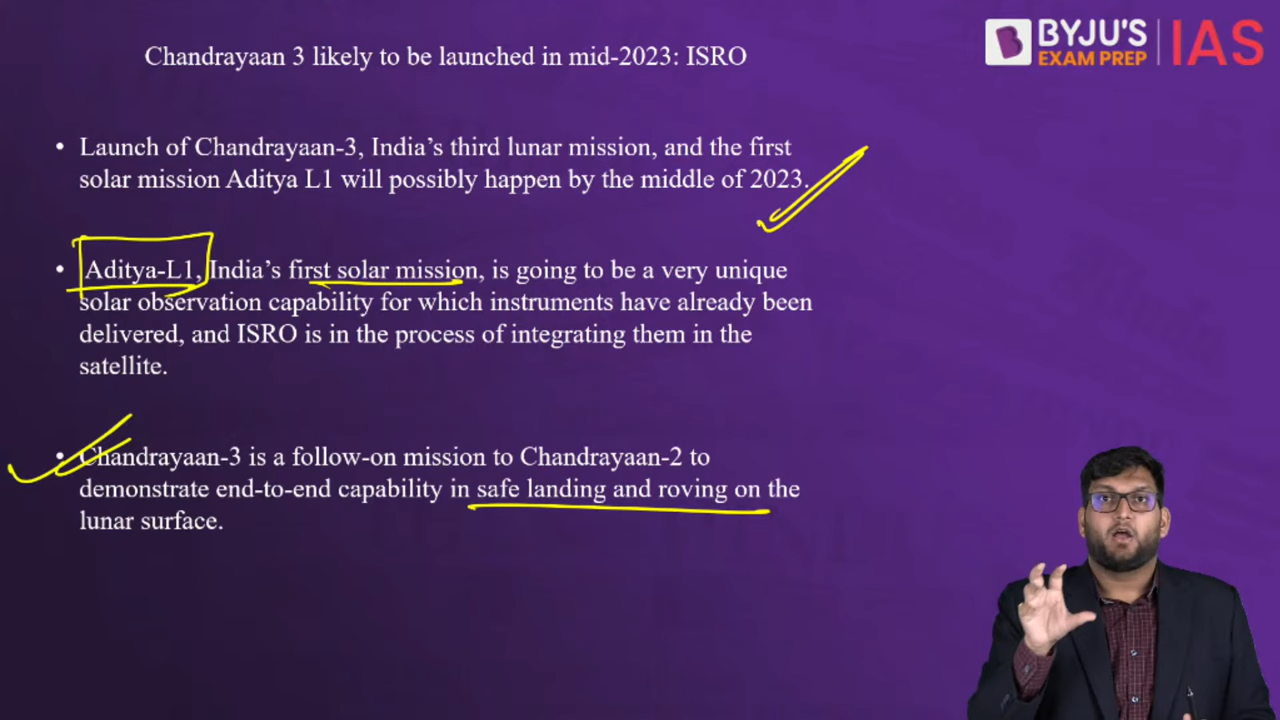 Chandrayaan 3 likely to be launched in mid-2023: ISRO
BYJU'S
EXAM PREP
IAS
• Launch of Chandrayaan-3, India’s third lunar mission, and the first
solar mission Aditya L1 will possibly happen by the middle of 2023.
• Aditya-L1, India’s first solar mission, is going to be a very unique
solar observation capability for which instruments have already been
delivered, and ISRO is in the process of integrating them in the
satellite.
• Chandrayaan-3 is a follow-on mission to Chandrayaan-2 to
demonstrate end-to-end capability in safe landing and roving on the
lunar surface.